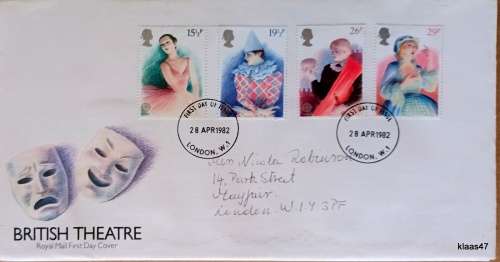 15½p
19½p
26p
29p
FIRST DAY OF ISSUE
28 APR 1982
LONDON. W.1
FIRST DAY OF ISSUE
28 APR 1982
LONDON. W.1
Nicola Robinson
14, Park Street
Mayfair,
London. W1Y 3PF
BRITISH THEATRE
Royal Mail First Day Cover
klaas47